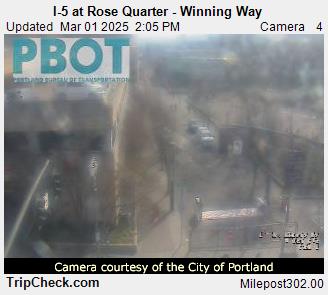 I-5 at Rose Quarter - Winning Way
Updated Mar 01 2025 2:05 PM Camera 4
PBOT
PORTLAND BUREAU OF TRANSPORTATION
Camera courtesy of the City of Portland
TripCheck.com Milepost302.00